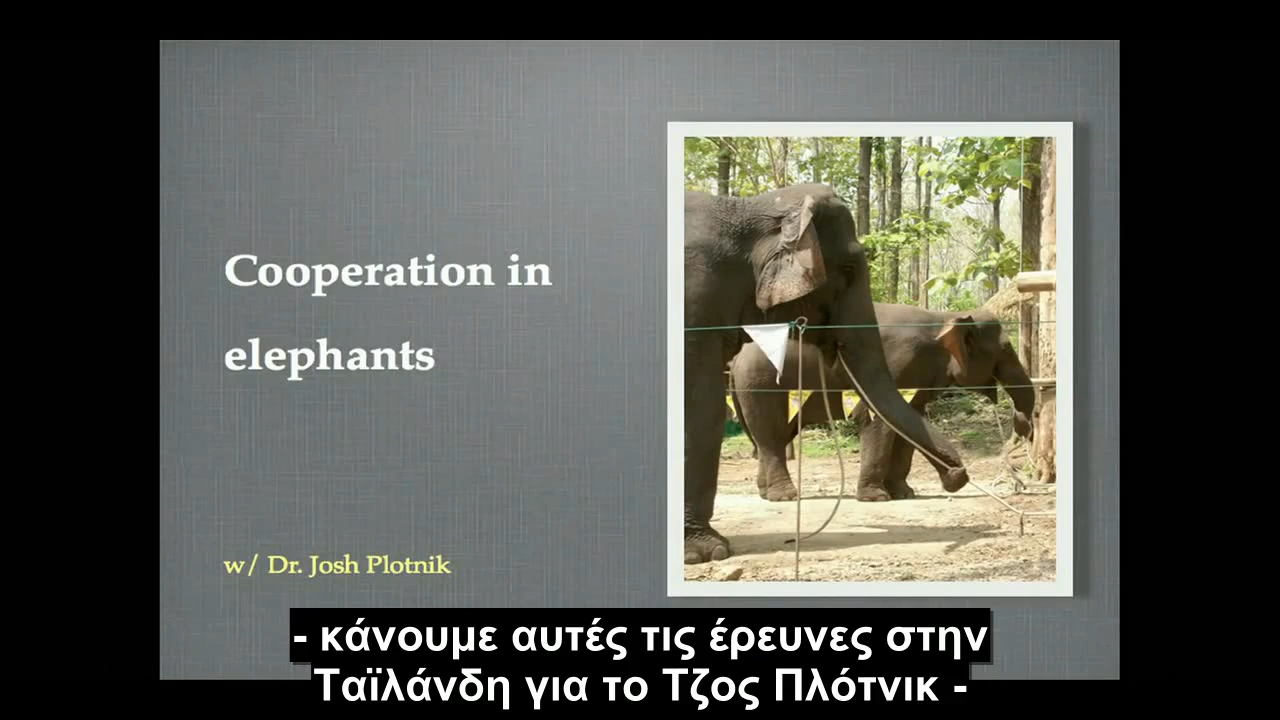 Cooperation in
elephants
w/ Dr. Josh Plotnik
- κάνουμε αυτές τις έρευνες στην
Ταϊλάνδη για το Τζος Πλότνικ -